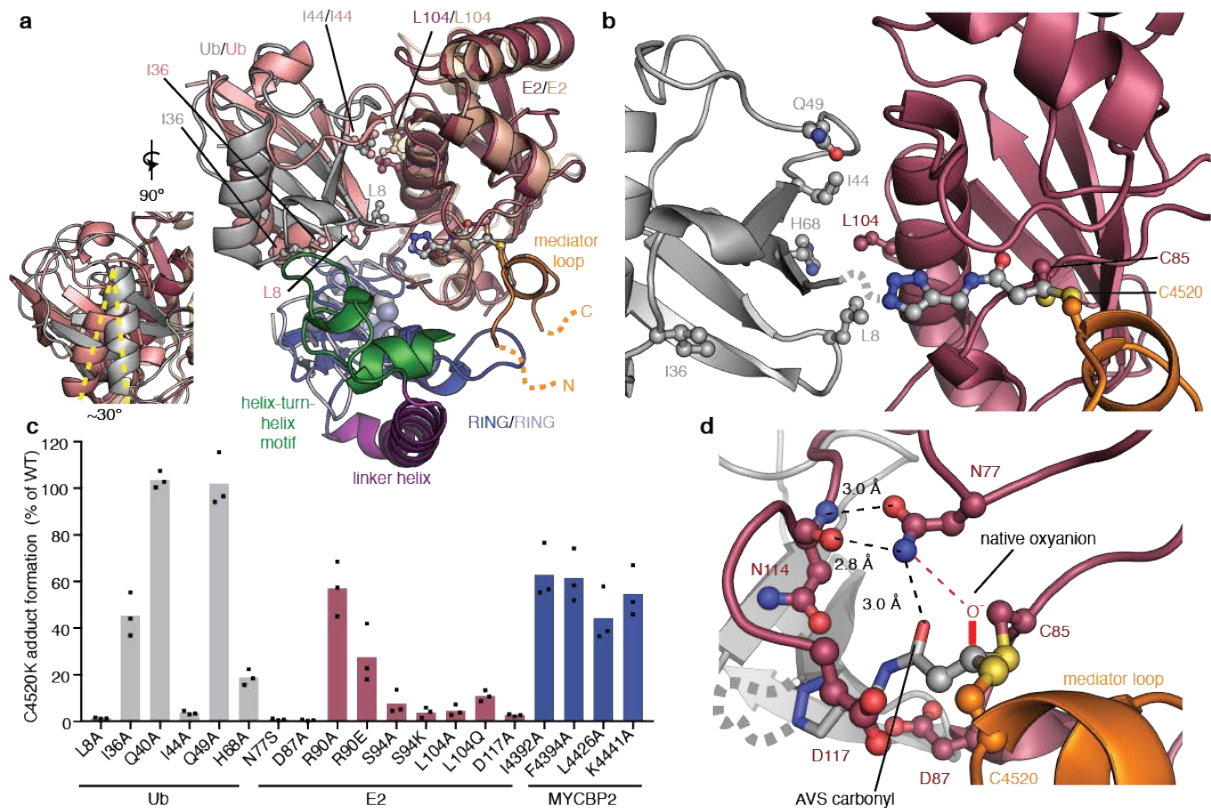 a
I44/I44
L104/L104
Ub/Ub
I36
E2/E2
I36
90º
L8
mediator
loop
L8
C
N
helix-turn-
helix
motif
RING/RING
linker helix
~30°
b
Q49
I44
H68
L104
C85
C4520
L8
I36
c
C4520K adduct formation (% of WT)
120
100
80
60
40
20
0
L8A
I36A
Q40A
I44A
Q49A
H68A
N77S
D87A
R90A
R90E
S94A
S94K
L104A
L104Q
D117A
I4392A
F4394A
L4426A
K4441A
Ub
E2
MYCBP2
d
N77
3.0 Å
native oxyanion
2.8 Å
N114
3.0 Å
O-
C85
mediator loop
D117
D87
C4520
AVS carbonyl